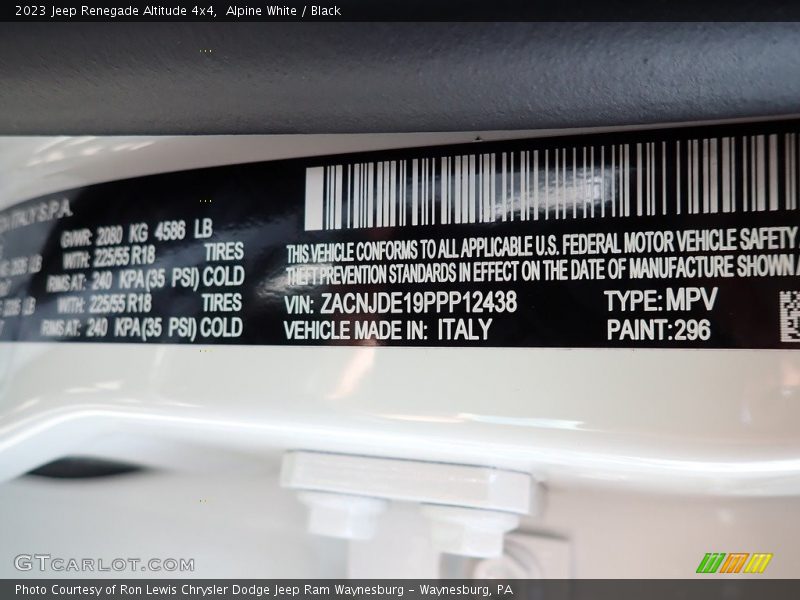 2023 Jeep Renegade Altitude 4x4, Alpine White / Black
ITALY S.P.A.
GVWR: 2080 KG 4586 LB
WITH: 225/55 R18 TIRES
RIMS AT: 240 KPA(35 PSI) COLD
WITH: 225/55 R18 TIRES
RIMS AT: 240 KPA(35 PSI) COLD
LB
LB
THIS VEHICLE CONFORMS TO ALL APPLICABLE U.S. FEDERAL MOTOR VEHICLE SAFETY
THEFT PREVENTION STANDARDS IN EFFECT ON THE DATE OF MANUFACTURE SHOWN
VIN: ZACNJDE19PPP12438 TYPE: MPV
VEHICLE MADE IN: ITALY PAINT:296
GTCARLOT.COM
Photo Courtesy of Ron Lewis Chrysler Dodge Jeep Ram Waynesburg - Waynesburg, PA